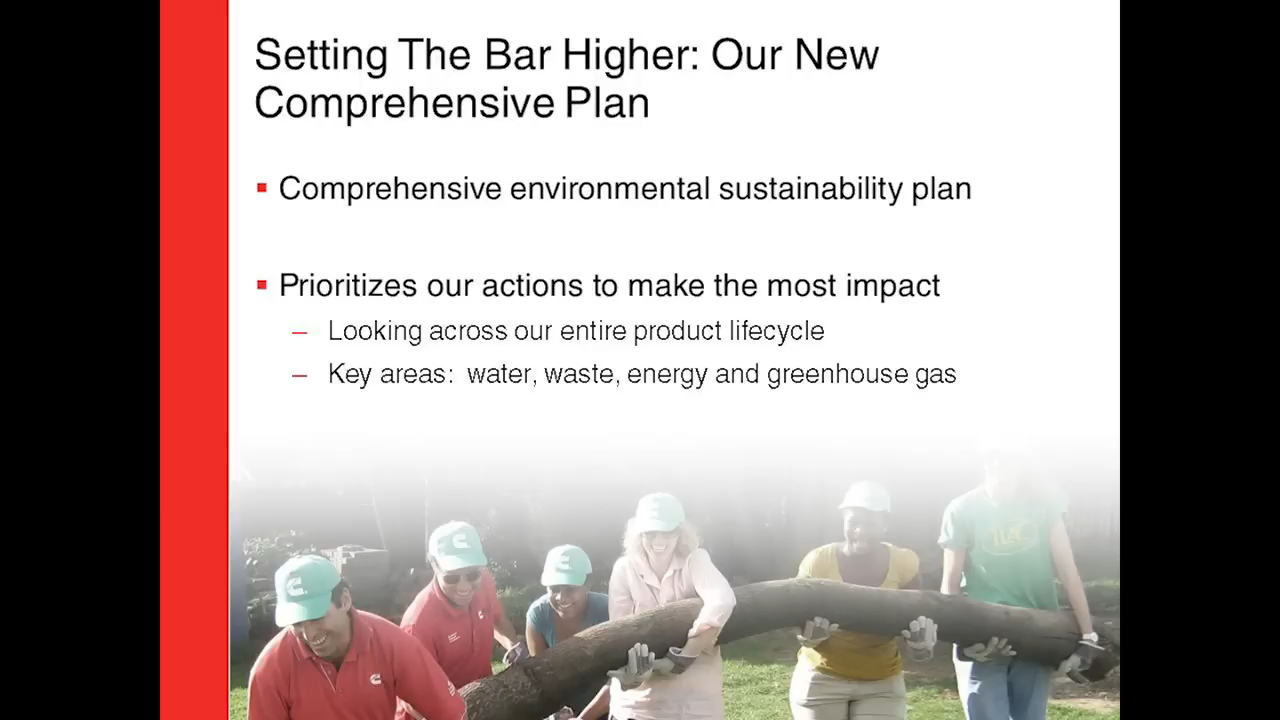 Setting The Bar Higher: Our New
Comprehensive Plan
Comprehensive environmental sustainability plan
Prioritizes our actions to make the most impact
– Looking across our entire product lifecycle
– Key areas: water, waste, energy and greenhouse gas